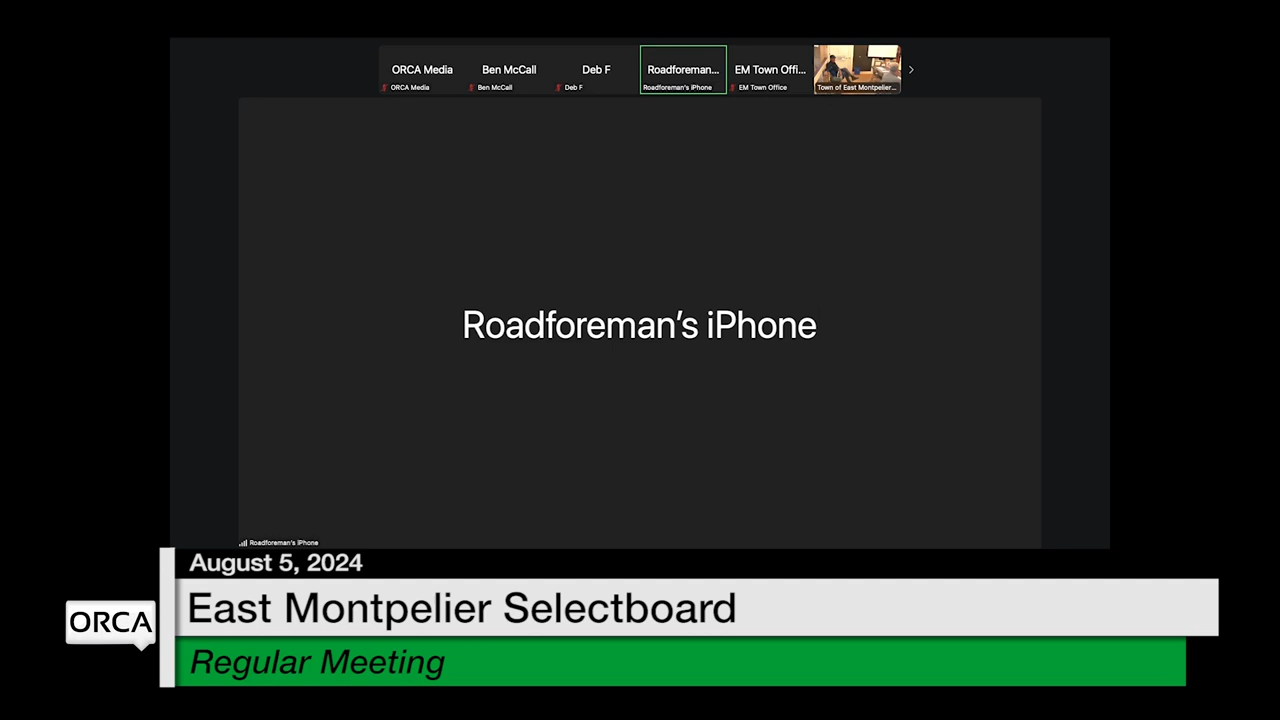 ORCA Media
Ben McCall
Deb F
Roadforeman...
EM Town Offi...
ORCA Media
Ben McCall
Deb F
Roadforeman's iPhone
EM Town Office
Town of East Montpelier...
Roadforeman's iPhone
Roadforeman's iPhone
August 5, 2024
East Montpelier Selectboard
ORCA
Regular Meeting